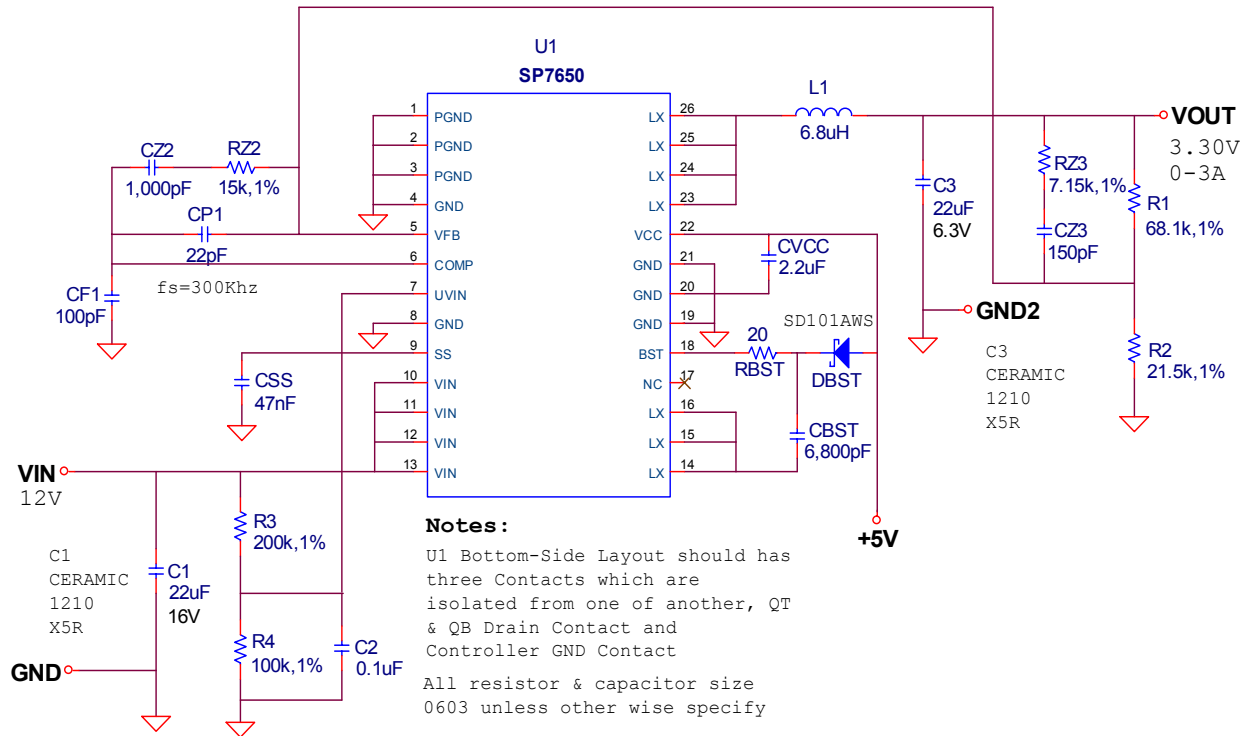 U1
SP7650
1
PGND
2
PGND
3
PGND
4
GND
5
VFB
6
COMP
7
UVIN
8
GND
9
SS
10
VIN
11
VIN
12
VIN
13
VIN
LX
26
LX
25
LX
24
LX
23
VCC
22
GND
21
GND
20
GND
19
BST
18
NC
17
LX
16
LX
15
LX
14
CZ2
1,000pF
RZ2
15k,1%
CP1
22pF
fs=300Khz
CF1
100pF
CSS
47nF
VIN
12V
C1
CERAMIC
1210
X5R
C1
22uF
16V
GND
R3
200k,1%
R4
100k,1%
C2
0.1uF
L1
6.8uH
VOUT
3.30V
0-3A
C3
22uF
6.3V
RZ3
7.15k,1%
CZ3
150pF
R1
68.1k,1%
R2
21.5k,1%
GND2
C3
CERAMIC
1210
X5R
CVCC
2.2uF
SD101AWS
20
RBST
DBST
CBST
6,800pF
+5V
Notes:
U1 Bottom-Side Layout should has
three Contacts which are
isolated from one of another, QT
& QB Drain Contact and
Controller GND Contact
All resistor & capacitor size
0603 unless other wise specify